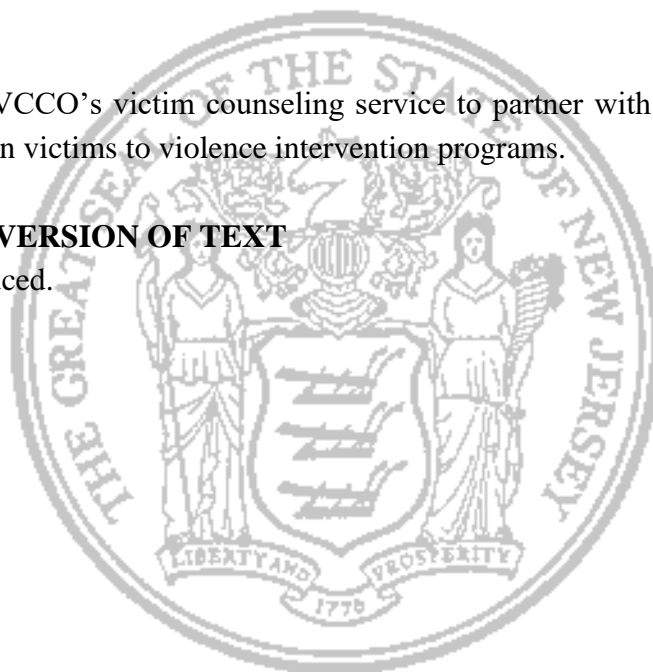 VCCO’s victim counseling service to partner with
n victims to violence intervention programs.
VERSION OF TEXT
ced.
THE GREAT SEAL OF THE STATE OF NEW JERSEY
LIBERTY AND PROSPERITY
1776